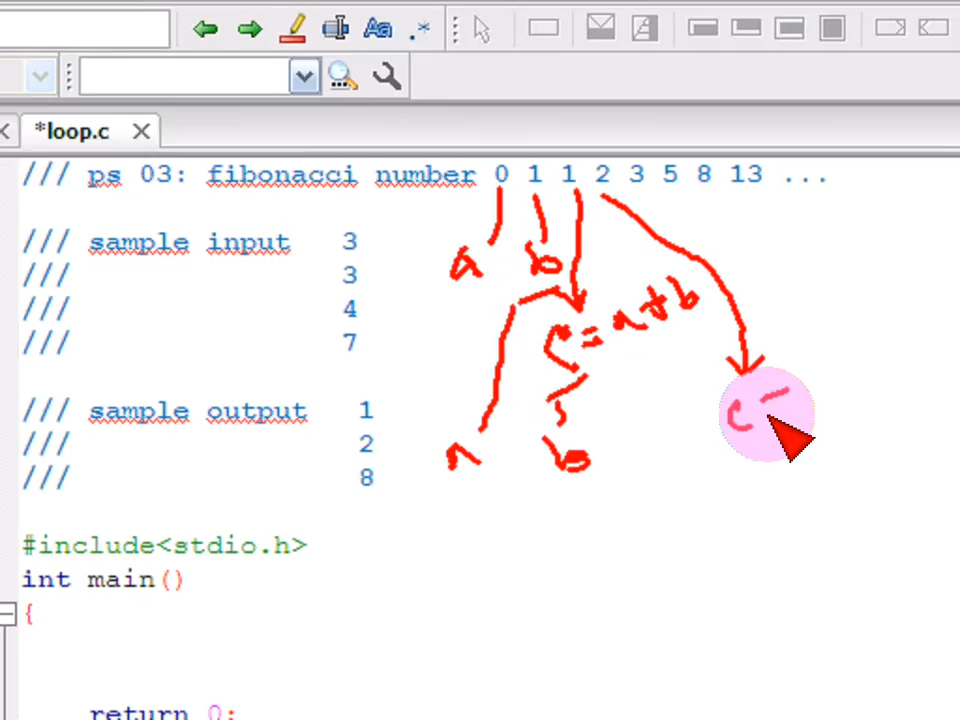 *loop.c
/// ps 03: fibonacci number 0 1 1 2 3 5 8 13 ...
/// sample input 3
/// 3
/// 4
/// 7
a b
c = a + b
c =
b
/// sample output 1
/// 2
/// 8
#include<stdio.h>
int main()
{
return 0;